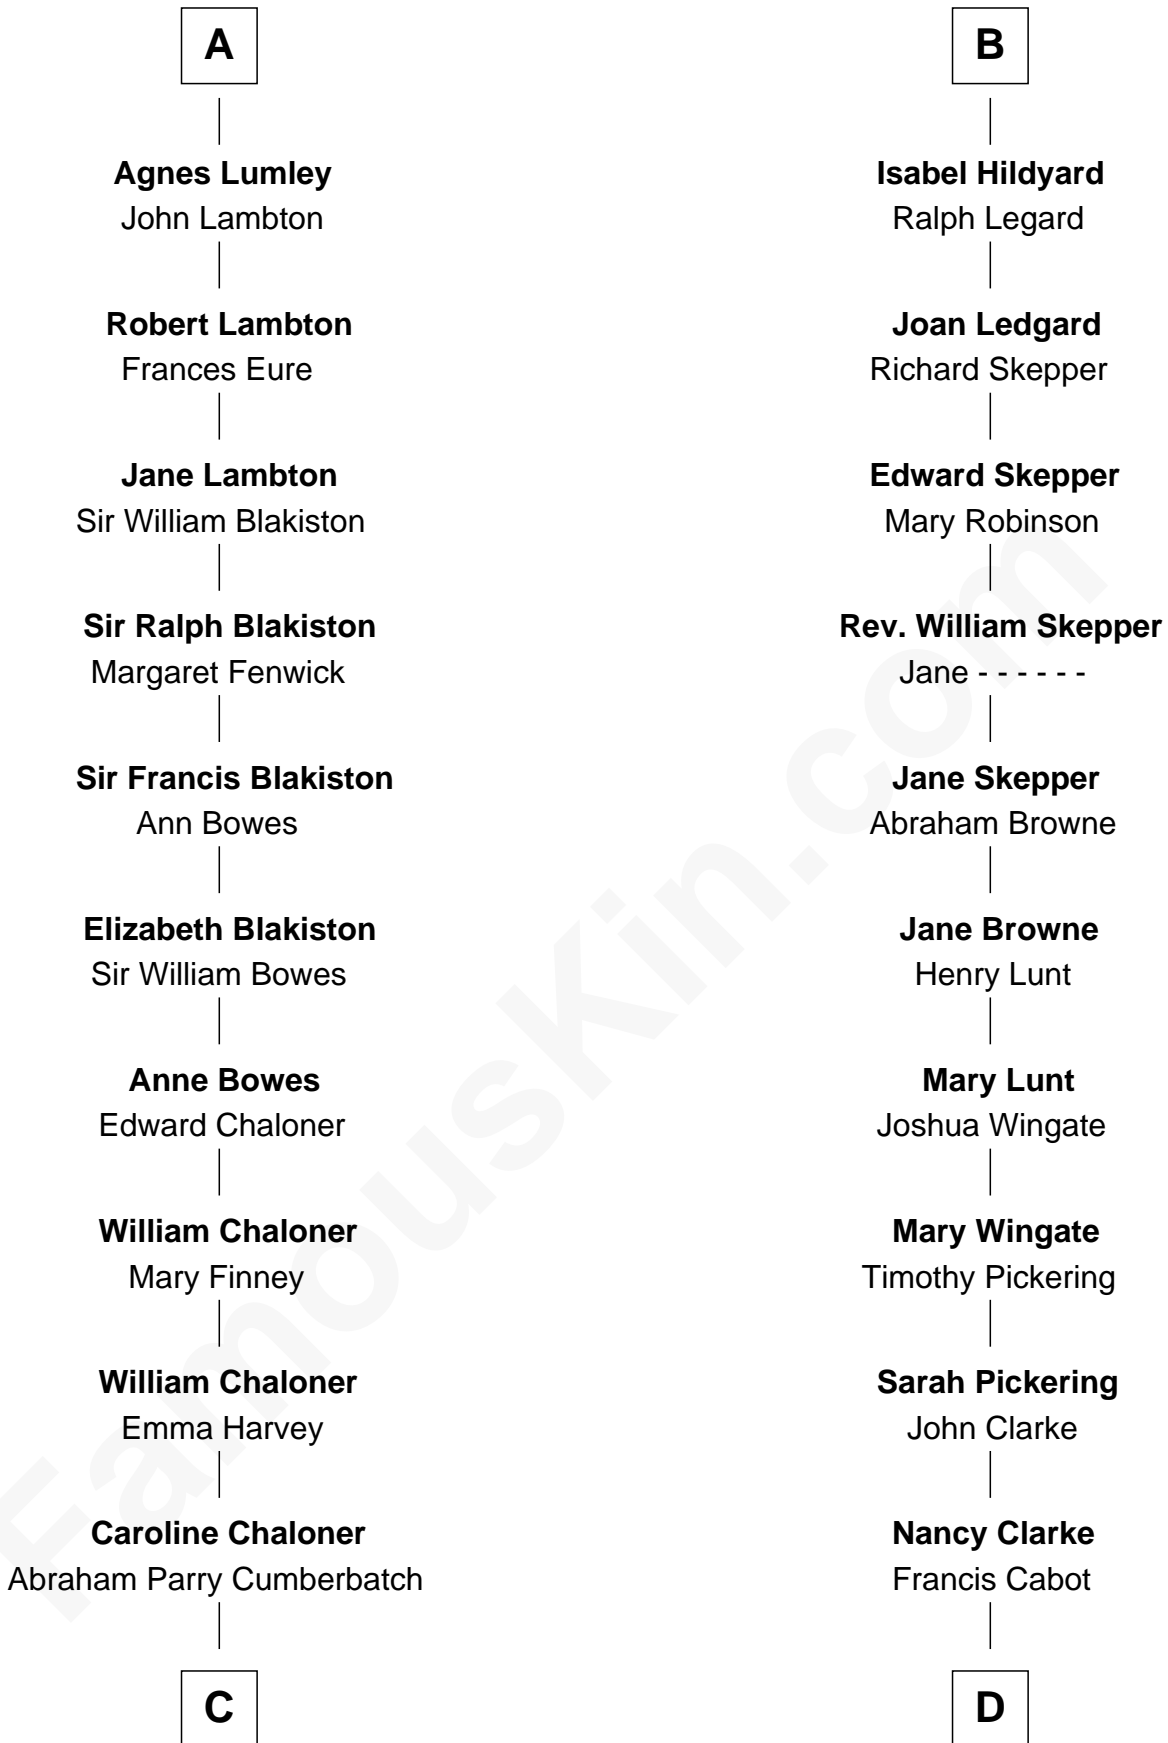 A
Agnes Lumley
John Lambton
Robert Lambton
Frances Eure
Jane Lambton
Sir William Blakiston
Sir Ralph Blakiston
Margaret Fenwick
Sir Francis Blakiston
Ann Bowes
Elizabeth Blakiston
Sir William Bowes
Anne Bowes
Edward Chaloner
William Chaloner
Mary Finney
William Chaloner
Emma Harvey
Caroline Chaloner
Abraham Parry Cumberbatch
C
B
Isabel Hildyard
Ralph Legard
Joan Ledgard
Richard Skepper
Edward Skepper
Mary Robinson
Rev. William Skepper
Jane - - - - - -
Jane Skepper
Abraham Browne
Jane Browne
Henry Lunt
Mary Lunt
Joshua Wingate
Mary Wingate
Timothy Pickering
Sarah Pickering
John Clarke
Nancy Clarke
Francis Cabot
D
FamousKin.com